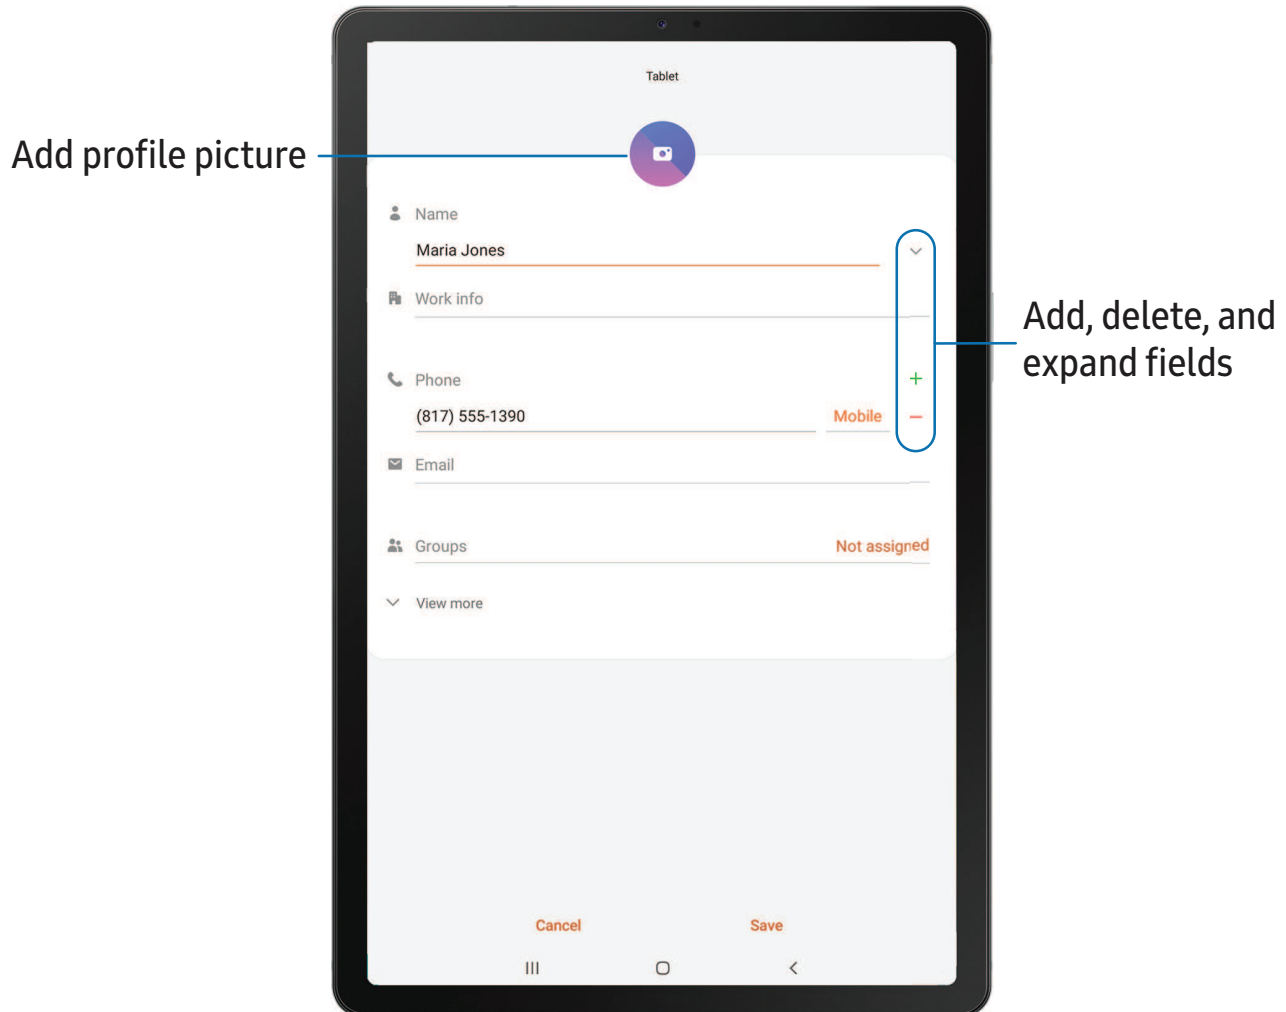 Tablet
Add profile picture
Name
Maria Jones
Work info
Add, delete, and
expand fields
Phone
(817) 555-1390 Mobile
Email
Groups Not assigned
View more
Cancel Save